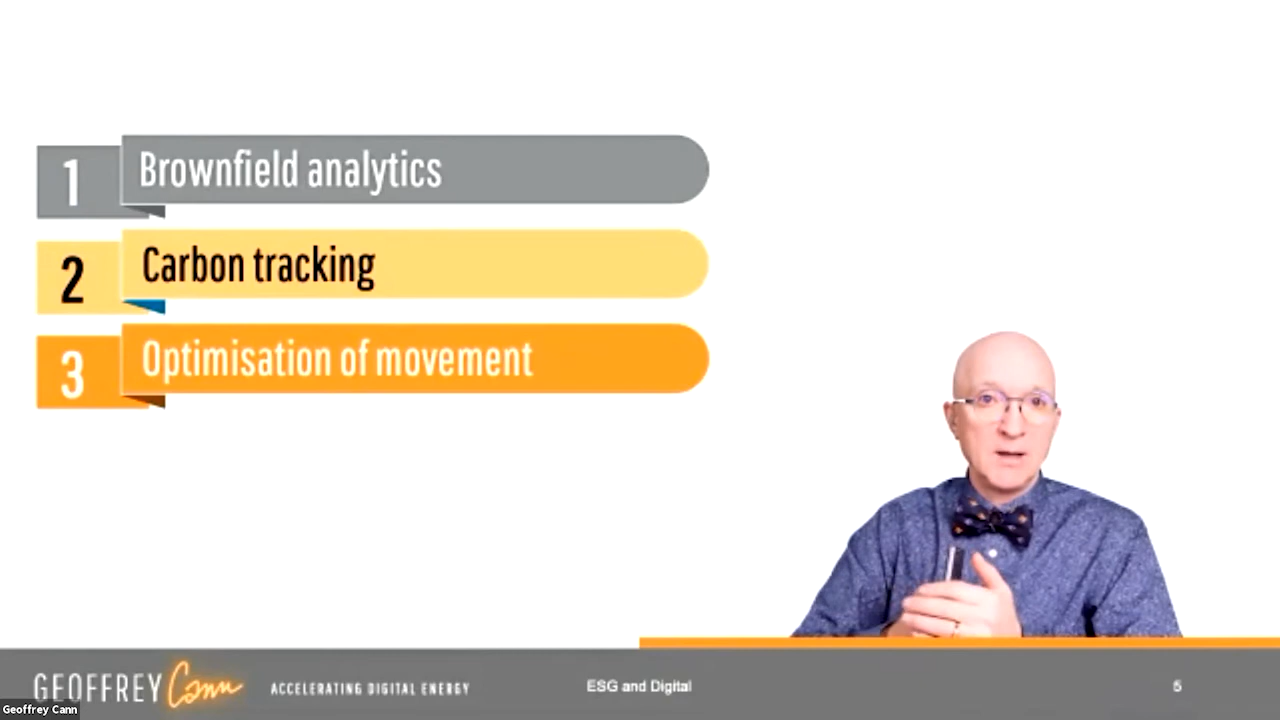 1 Brownfield analytics
2 Carbon tracking
3 Optimisation of movement
GEOFFREY Cann ACCELERATING DIGITAL ENERGY ESG and Digital 5
Geoffrey Cann